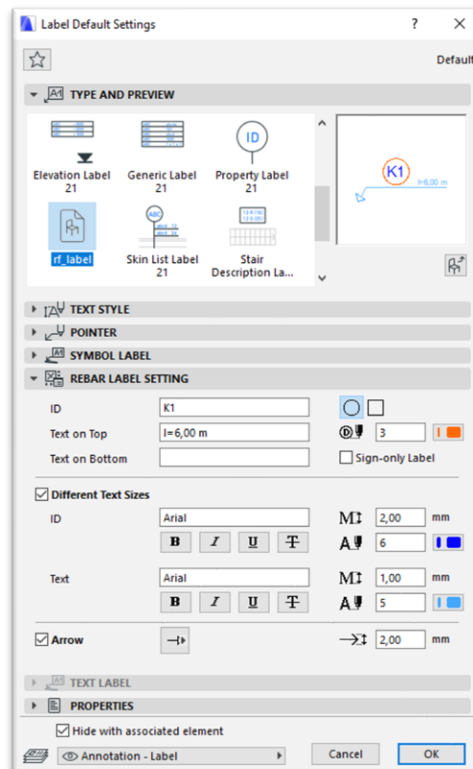 Label Default Settings ? ×
Default
TYPE AND PREVIEW
Elevation Label 21
Generic Label 21
ID
Property Label 21
rf_label
ABC
Skin List Label 21
Stair Description La...
K1
l=6,00 m
TEXT STYLE
POINTER
SYMBOL LABEL
REBAR LABEL SETTING
ID K1
Text on Top l=6,00 m 3
Text on Bottom Sign-only Label
Different Text Sizes
ID Arial 2,00 mm
B I U T 6
Text Arial 1,00 mm
B I U T 5
Arrow 2,00 mm
TEXT LABEL
PROPERTIES
Hide with associated element
Annotation - Label Cancel OK